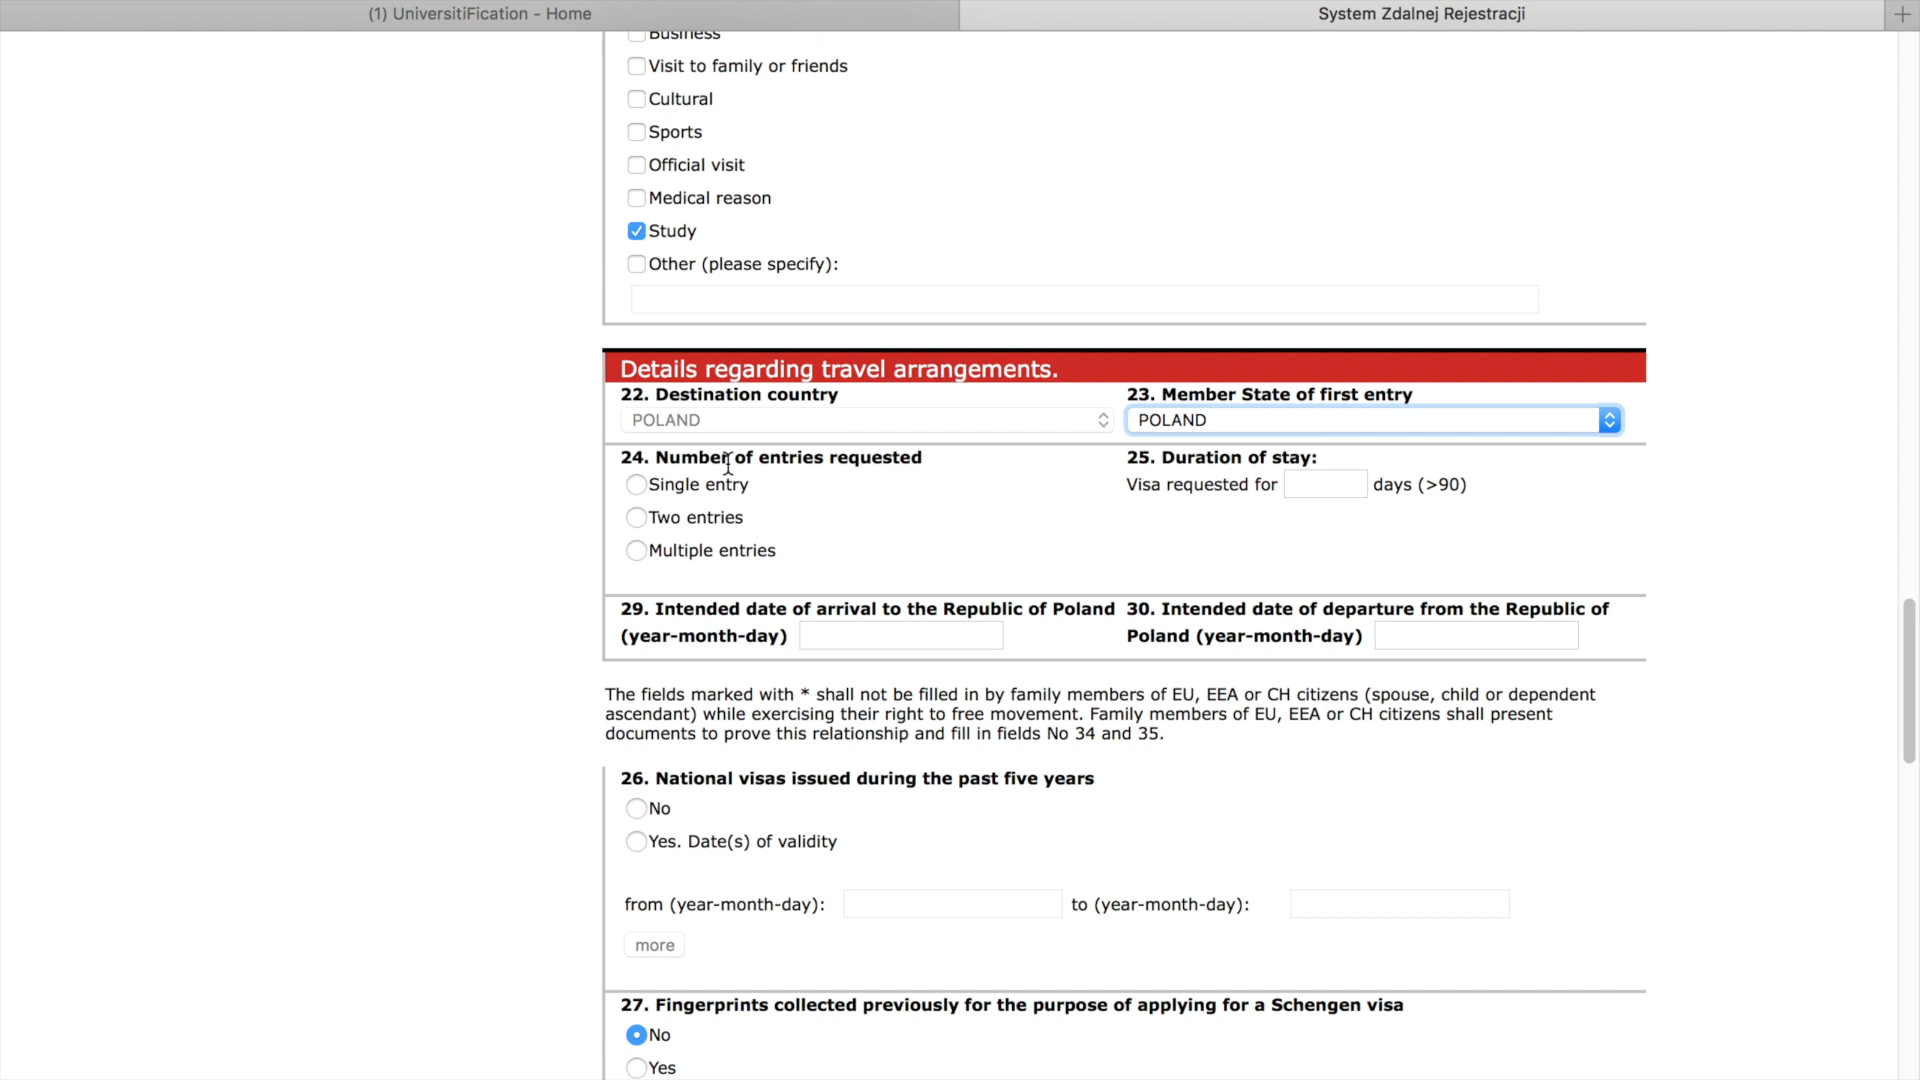 (1) UniversitiFication - Home
System Zdalnej Rejestracji
Business
Visit to family or friends
Cultural
Sports
Official visit
Medical reason
Study
Other (please specify):
Details regarding travel arrangements.
22. Destination country
23. Member State of first entry
POLAND
POLAND
24. Number of entries requested
25. Duration of stay:
Single entry
Visa requested for days (>90)
Two entries
Multiple entries
29. Intended date of arrival to the Republic of Poland
(year-month-day)
30. Intended date of departure from the Republic of
Poland (year-month-day)
The fields marked with * shall not be filled in by family members of EU, EEA or CH citizens (spouse, child or dependent
ascendant) while exercising their right to free movement. Family members of EU, EEA or CH citizens shall present
documents to prove this relationship and fill in fields No 34 and 35.
26. National visas issued during the past five years
No
Yes. Date(s) of validity
from (year-month-day): to (year-month-day):
more
27. Fingerprints collected previously for the purpose of applying for a Schengen visa
No
Yes